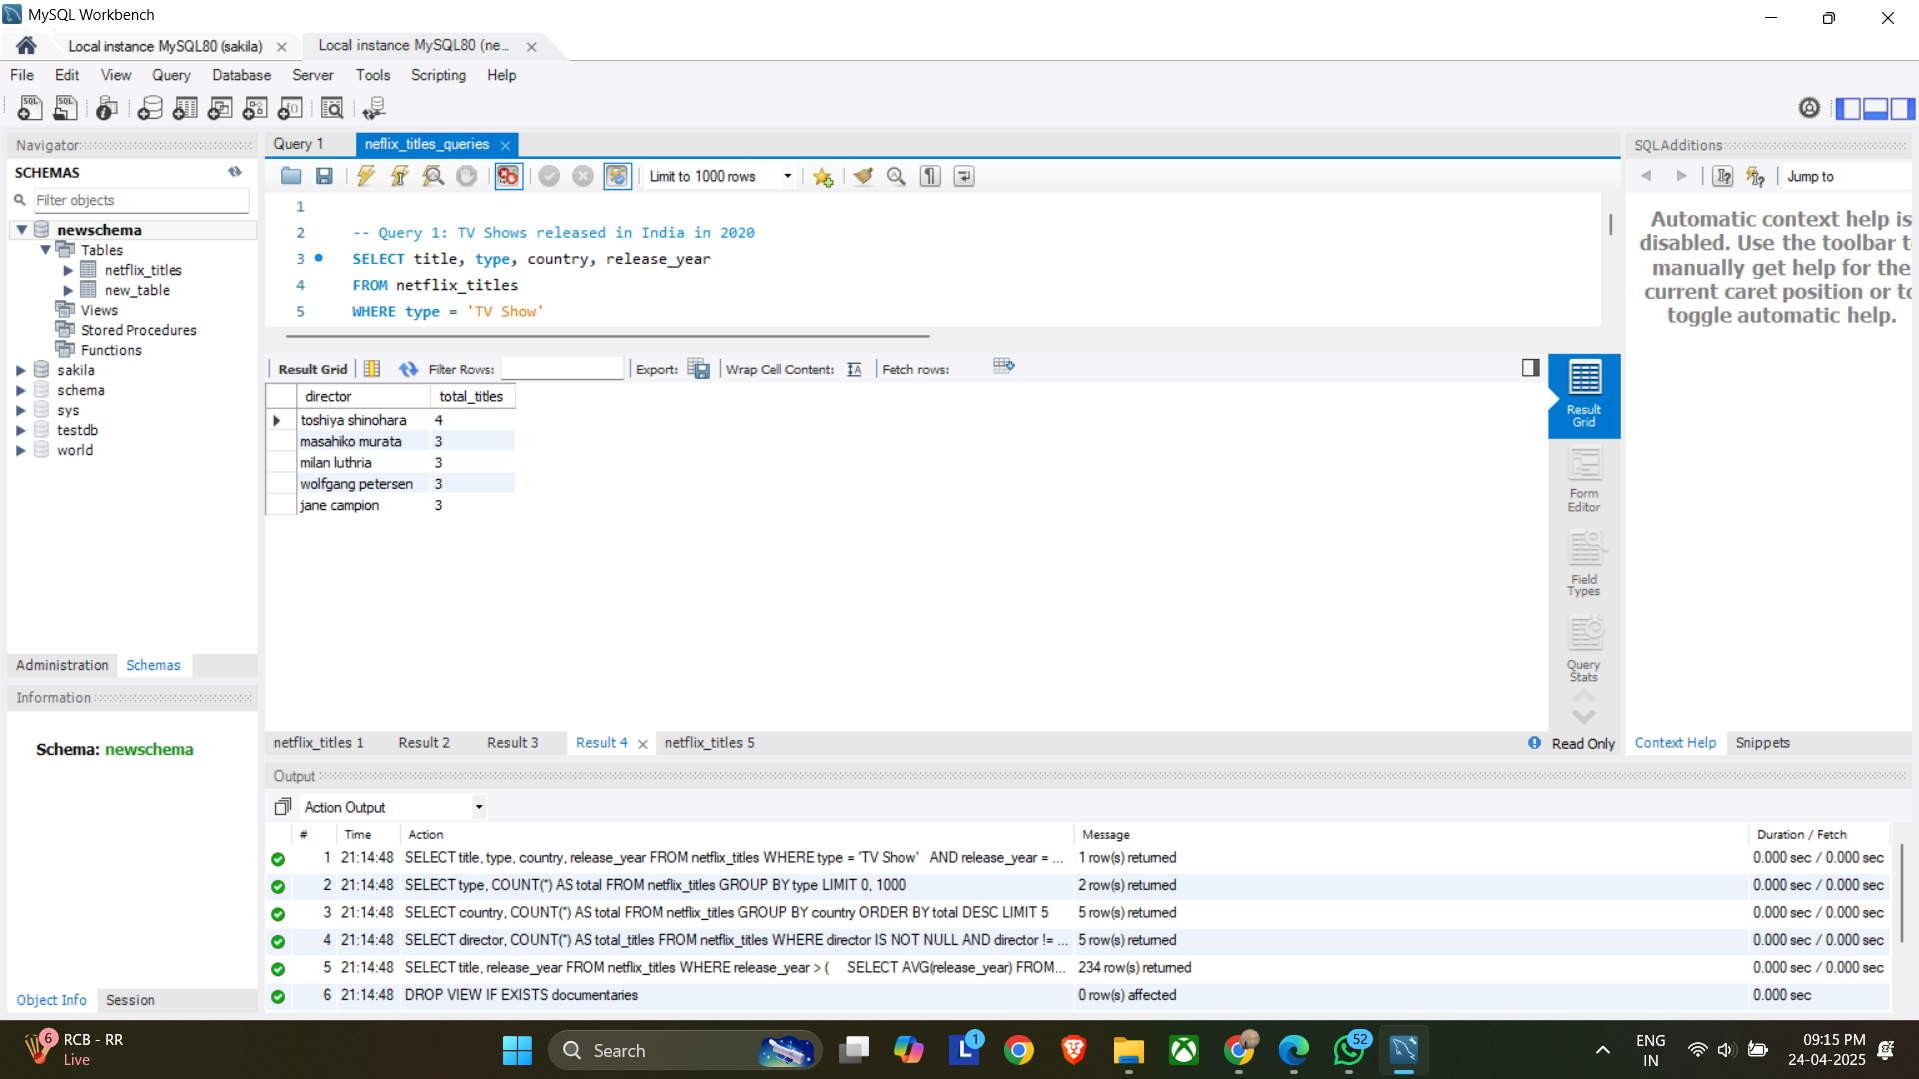 MySQL Workbench
Local instance MySQL80 (sakila)
Local instance MySQL80 (ne...
File Edit View Query Database Server Tools Scripting Help
Navigator
SCHEMAS
Filter objects
newschema
Tables
netflix_titles
new_table
Views
Stored Procedures
Functions
sakila
schema
sys
testdb
world
Administration Schemas
Information
Schema: newschema
Object Info Session
Query 1 neflix_titles_queries
Limit to 1000 rows
1
2 -- Query 1: TV Shows released in India in 2020
3 SELECT title, type, country, release_year
4 FROM netflix_titles
5 WHERE type = 'TV Show'
Result Grid Filter Rows: Export: Wrap Cell Content: Fetch rows:
director total_titles
toshiya shinohara 4
masahiko murata 3
milan luthria 3
wolfgang petersen 3
jane campion 3
Result
Grid
Form
Editor
Field
Types
Query
Stats
netflix_titles 1 Result 2 Result 3 Result 4 netflix_titles 5
Read Only
SQLAdditions
Jump to
Automatic context help is
disabled. Use the toolbar t
manually get help for the
current caret position or to
toggle automatic help.
Context Help Snippets
Output
Action Output
# Time Action Message Duration / Fetch
1 21:14:48 SELECT title, type, country, release_year FROM netflix_titles WHERE type = 'TV Show' AND release_year = ... 1 row(s) returned 0.000 sec / 0.000 sec
2 21:14:48 SELECT type, COUNT(*) AS total FROM netflix_titles GROUP BY type LIMIT 0, 1000 2 row(s) returned 0.000 sec / 0.000 sec
3 21:14:48 SELECT country, COUNT(*) AS total FROM netflix_titles GROUP BY country ORDER BY total DESC LIMIT 5 5 row(s) returned 0.000 sec / 0.000 sec
4 21:14:48 SELECT director, COUNT(*) AS total_titles FROM netflix_titles WHERE director IS NOT NULL AND director != ... 5 row(s) returned 0.000 sec / 0.000 sec
5 21:14:48 SELECT title, release_year FROM netflix_titles WHERE release_year > ( SELECT AVG(release_year) FROM... 234 row(s) returned 0.000 sec / 0.000 sec
6 21:14:48 DROP VIEW IF EXISTS documentaries 0 row(s) affected 0.000 sec
6
RCB - RR
Live
Search
1
52
ENG
IN
09:15 PM
24-04-2025